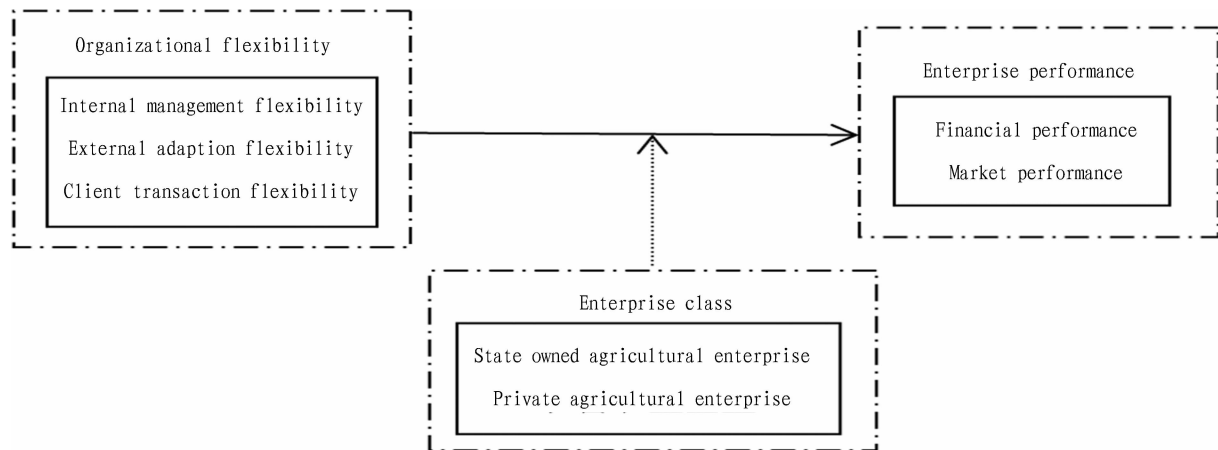 Organizational flexibility
Internal management flexibility
External adaption flexibility
Client transaction flexibility
Enterprise performance
Financial performance
Market performance
Enterprise class
State owned agricultural enterprise
Private agricultural enterprise